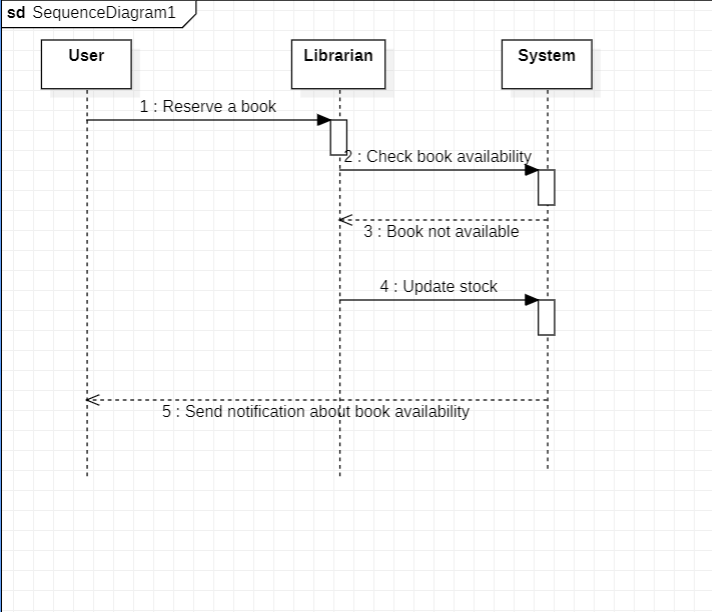 sd SequenceDiagram1
User
Librarian
System
1 : Reserve a book
2 : Check book availability
3 : Book not available
4 : Update stock
5 : Send notification about book availability